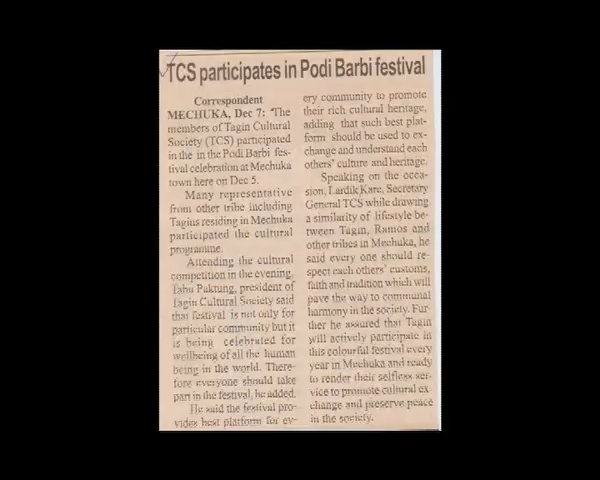 TCS participates in Podi Barbi festival
Correspondent
MECHUKA, Dec 7: The
members of Tagin Cultural
Society (TCS) participated
in the in the Podi Barbi fes-
tival celebration at Mechuka
town here on Dec 5.
Many representative
from other tribe including
Tagins residing in Mechuka
participated the cultural
programme.
Attending the cultural
competition in the evening,
Tahu Paktung, president of
Tagin Cultural Society said
that festival is not only for
particular community but it
is being celebrated for
wellbeing of all the human
being in the world. There-
fore everyone should take
part in the festival, he added.
He said the festival pro-
vides best platform for ev-
ery community to promote
their rich cultural heritage,
adding that such best plat-
form should be used to ex-
change and understand each
others' culture and heritage.
Speaking on the occa-
sion, Lardik Kare, Secretary
General TCS while drawing
a similarity of lifestyle be-
tween Tagin, Ramos and
other tribes in Mechuka, he
said every one should re-
spect each others' customs,
faith and tradition which will
pave the way to communal
harmony in the society. Fur-
ther he assured that Tagin
will actively participate in
this colourful festival every
year in Mechuka and ready
to render their selfless ser-
vice to promote cultural ex-
change and preserve peace
in the society.